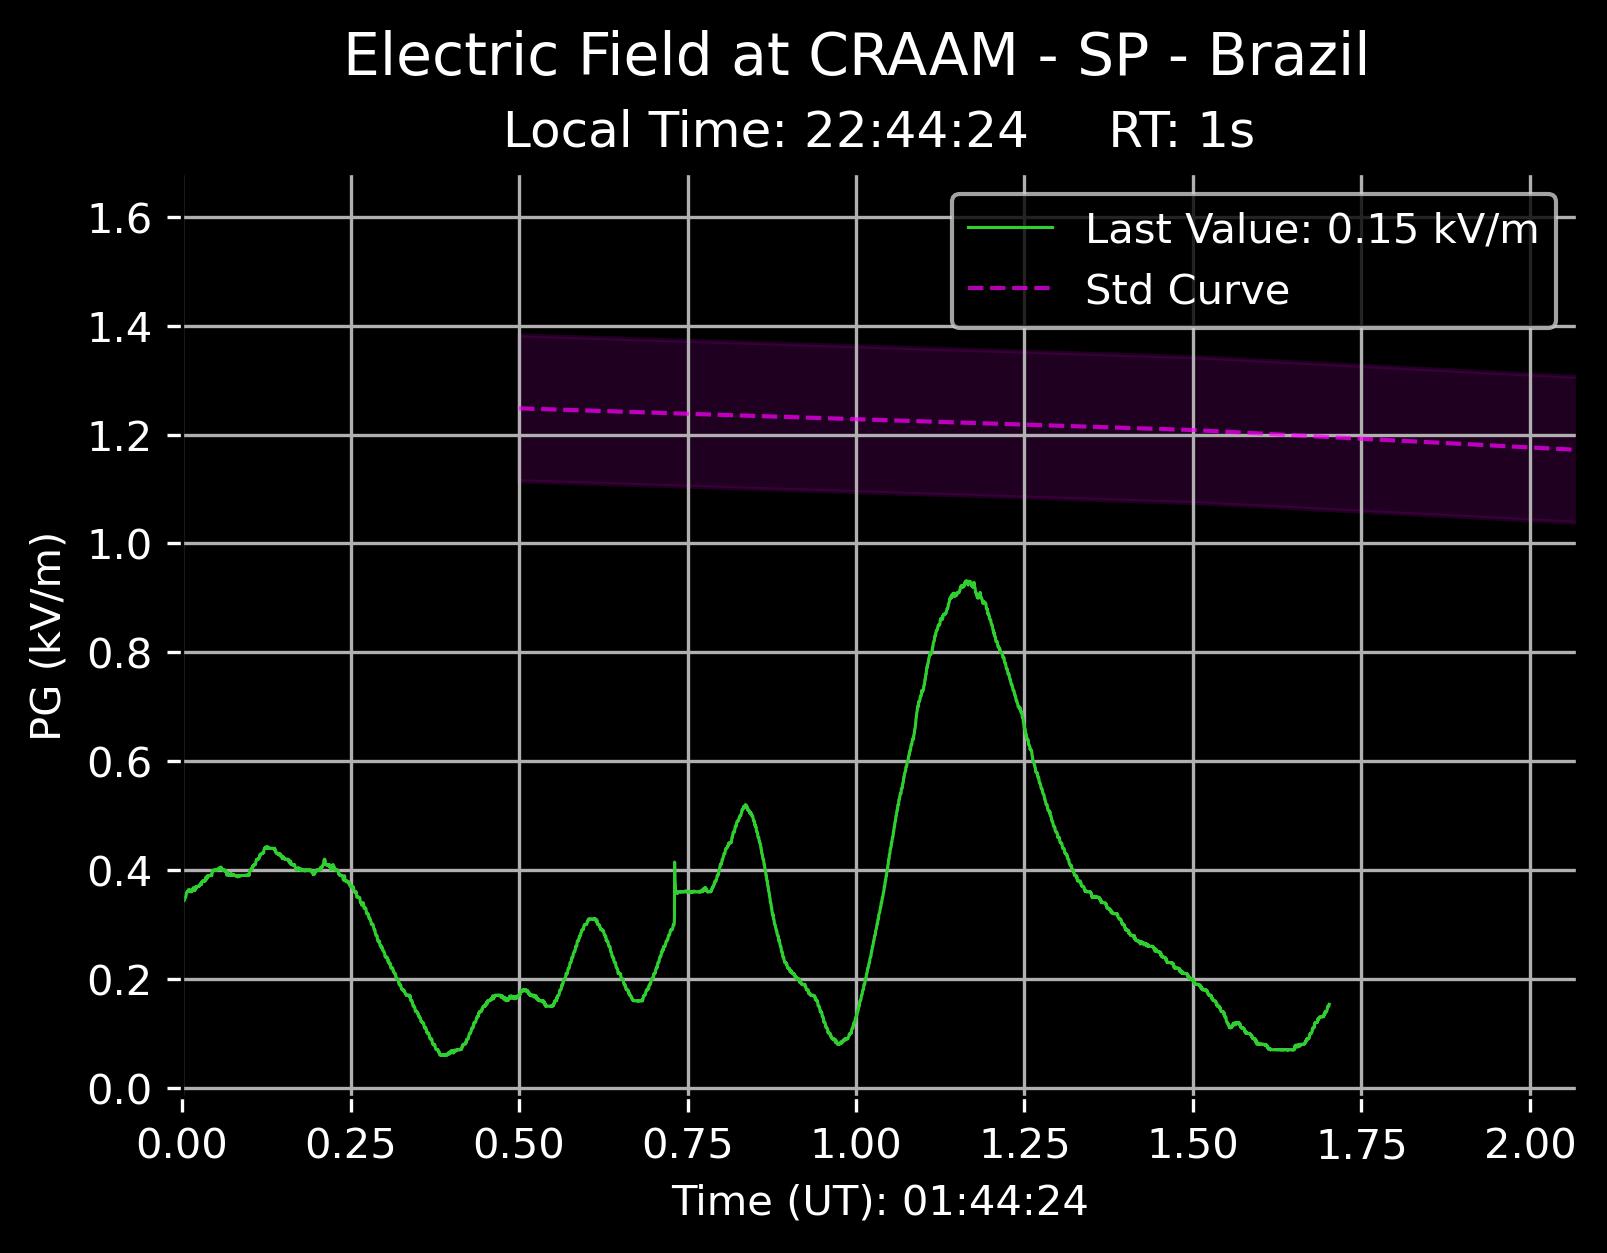 Electric Field at CRAAM - SP - Brazil
Local Time: 22:44:24 RT: 1s
Last Value: 0.15 kV/m
Std Curve
PG (kV/m)
1.6
1.4
1.2
1.0
0.8
0.6
0.4
0.2
0.0
0.00 0.25 0.50 0.75 1.00 1.25 1.50 1.75 2.00
Time (UT): 01:44:24